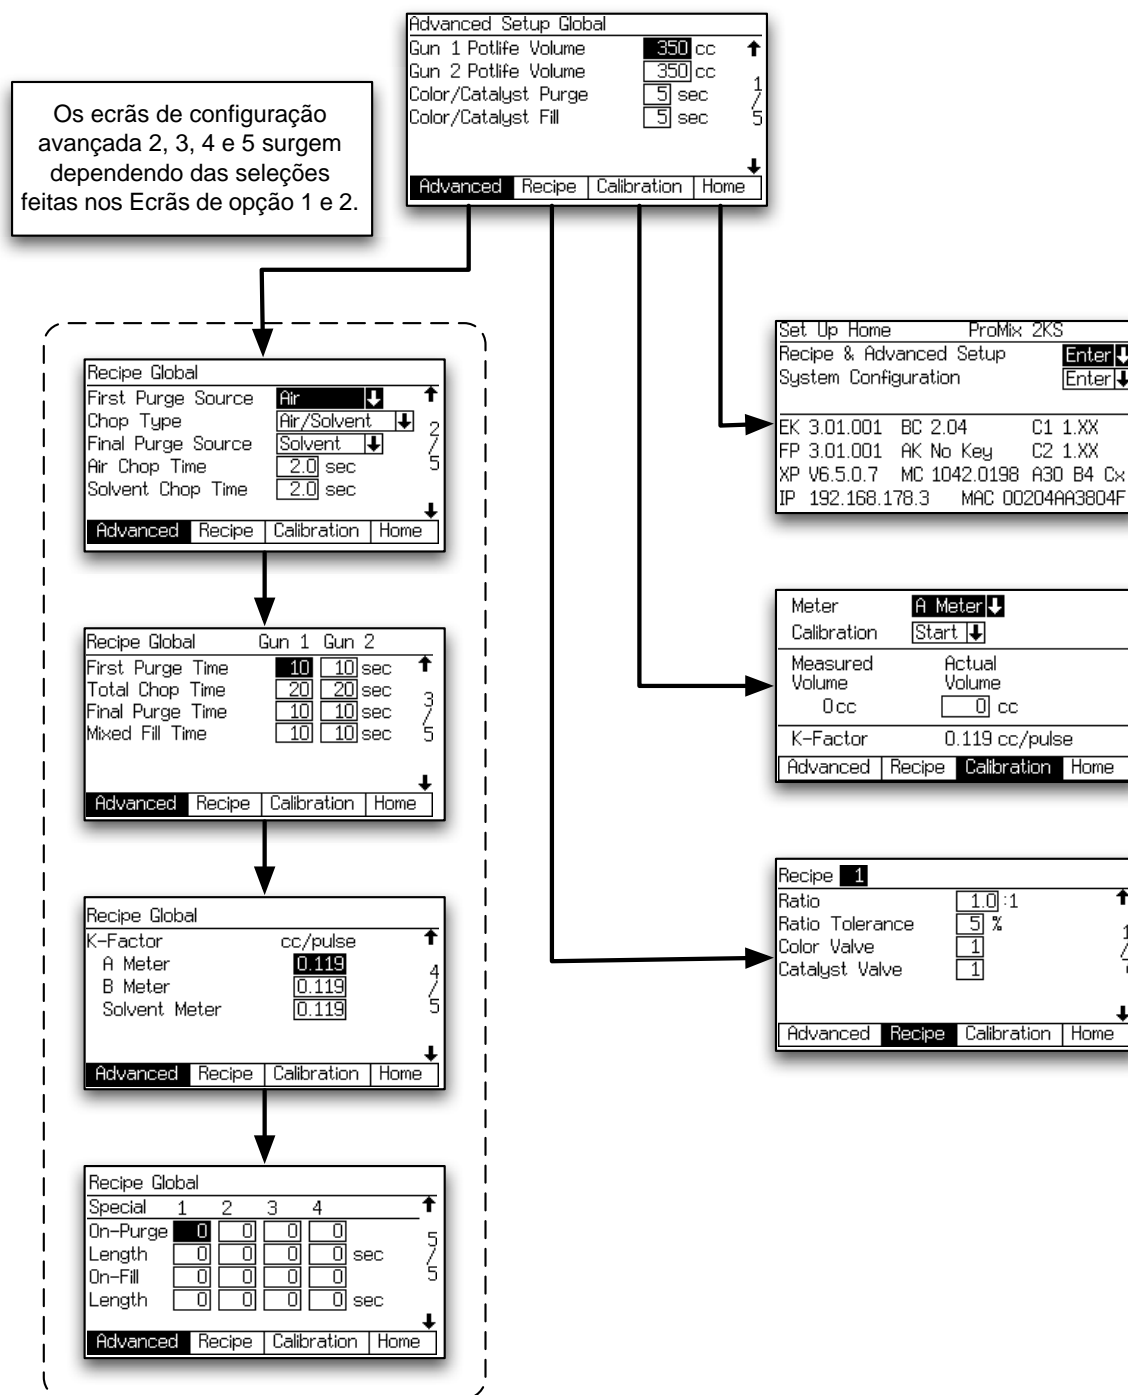 Advanced Setup Global
Gun 1 Potlife Volume 350 cc
Gun 2 Potlife Volume 350 cc
Color/Catalyst Purge 5 sec
Color/Catalyst Fill 5 sec
1/5
Advanced Recipe Calibration Home
Os ecrãs de configuração
avançada 2, 3, 4 e 5 surgem
dependendo das seleções
feitas nos Ecrãs de opção 1 e 2.
Recipe Global
First Purge Source Air
Chop Type Air/Solvent
Final Purge Source Solvent
Air Chop Time 2.0 sec
Solvent Chop Time 2.0 sec
2/5
Advanced Recipe Calibration Home
Recipe Global Gun 1 Gun 2
First Purge Time 10 10 sec
Total Chop Time 20 20 sec
Final Purge Time 10 10 sec
Mixed Fill Time 10 10 sec
3/5
Advanced Recipe Calibration Home
Recipe Global
K-Factor cc/pulse
A Meter 0.119
B Meter 0.119
Solvent Meter 0.119
4/5
Advanced Recipe Calibration Home
Recipe Global
Special 1 2 3 4
On-Purge 0 0 0 0
Length 0 0 0 0 sec
On-Fill 0 0 0 0
Length 0 0 0 0 sec
5/5
Advanced Recipe Calibration Home
Set Up Home ProMix 2KS
Recipe & Advanced Setup Enter
System Configuration Enter
EK 3.01.001 BC 2.04 C1 1.XX
FP 3.01.001 AK No Key C2 1.XX
XP V6.5.0.7 MC 1042.0198 A30 B4 Cx
IP 192.168.178.3 MAC 00204AA3804F
Meter A Meter
Calibration Start
Measured Actual
Volume Volume
0 cc 0 cc
K-Factor 0.119 cc/pulse
Advanced Recipe Calibration Home
Recipe 1
Ratio 1.0 :1
Ratio Tolerance 5 %
Color Valve 1
Catalyst Valve 1
1/
Advanced Recipe Calibration Home